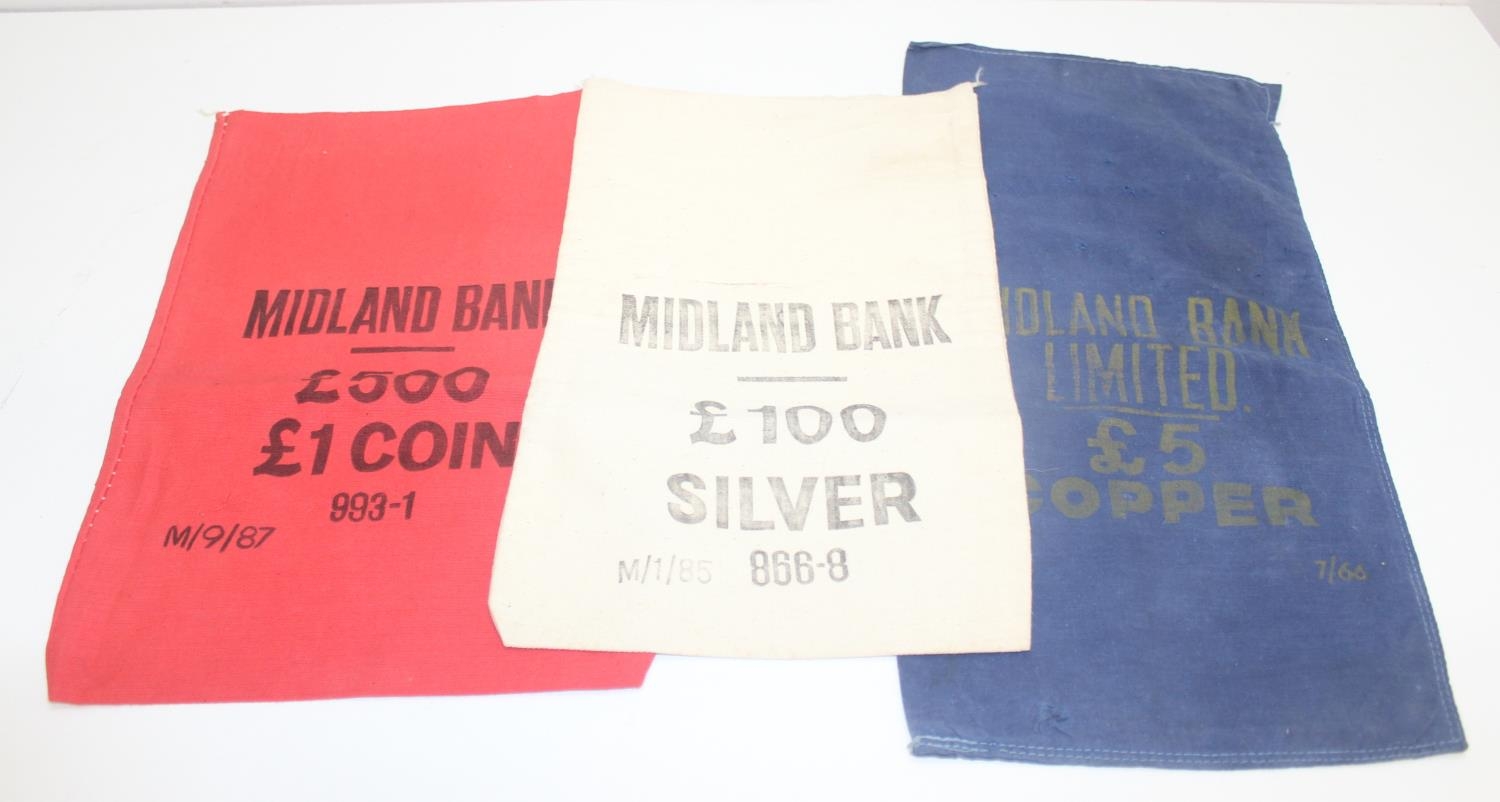 MIDLAND BANK
£500
£1 COIN
993-1
M/9/87
MIDLAND BANK
£100
SILVER
M/1/85 866-8
IDLAND BANK
LIMITED.
£5
COPPER
7/66